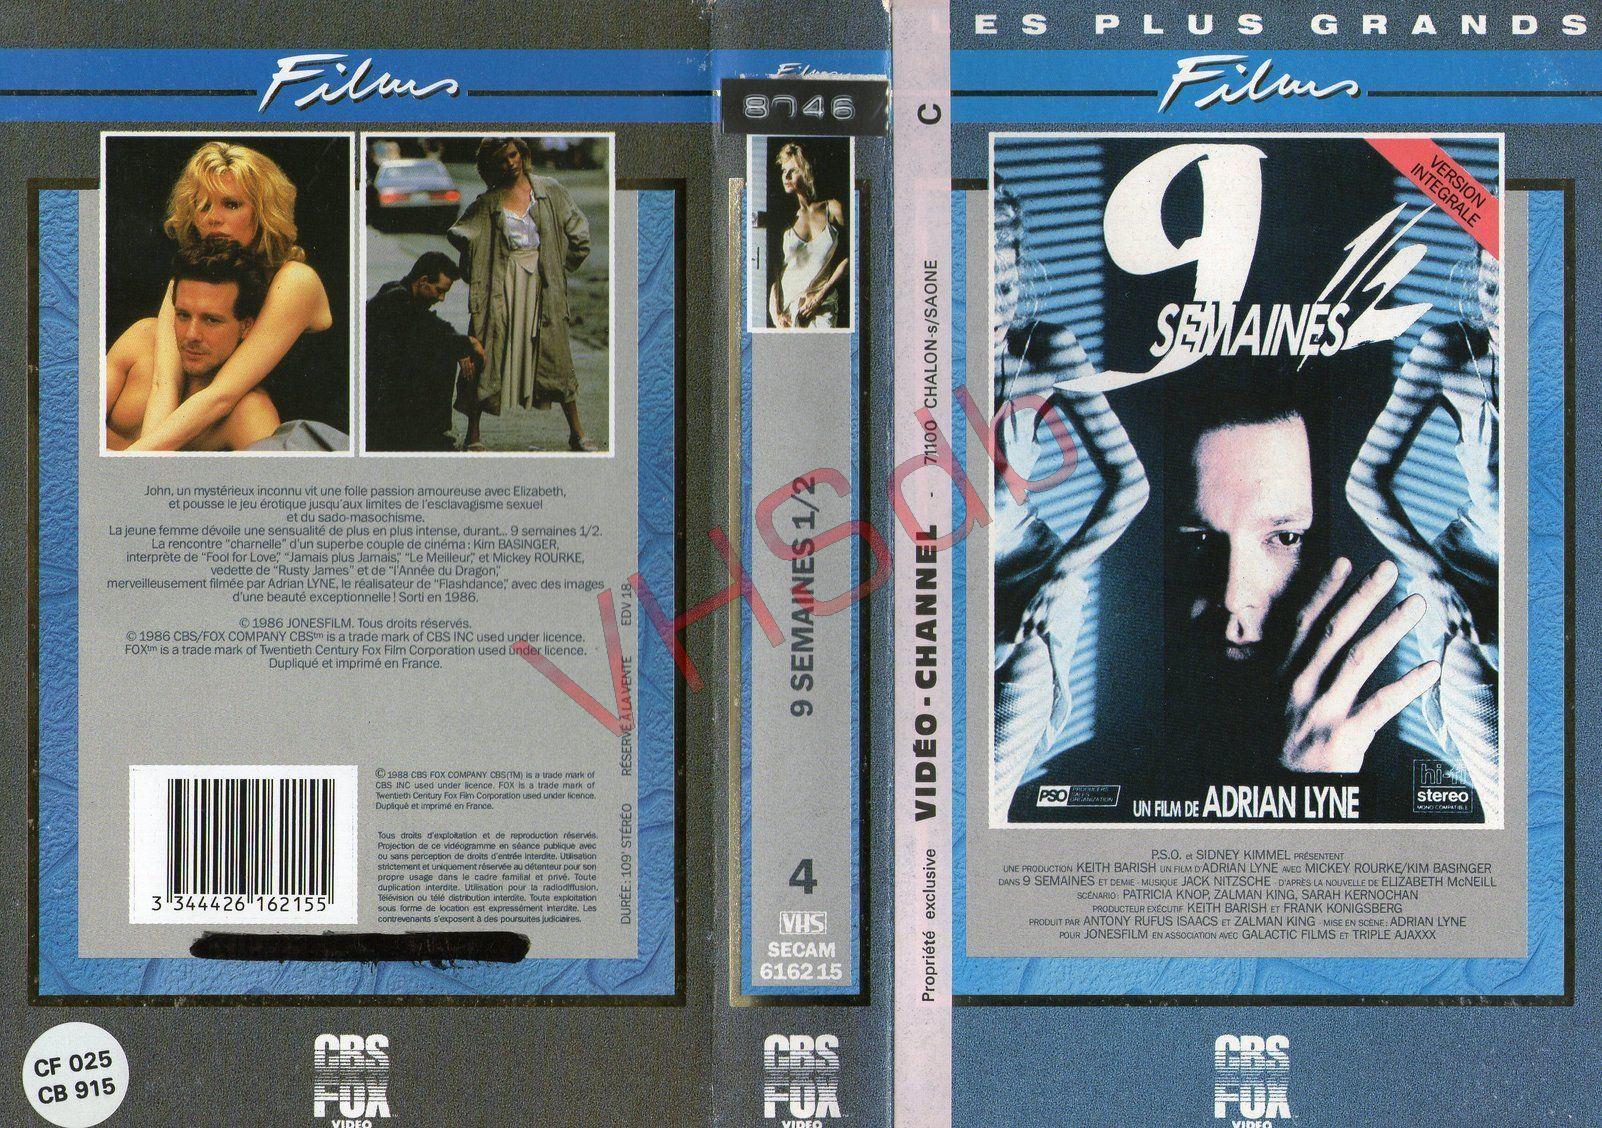 Films
John, un mystérieux inconnu vit une folle passion amoureuse avec Elizabeth,
et pousse le jeu érotique jusqu'aux limites de l'esclavagisme sexuel
et du sado-masochisme.
La jeune femme dévoile une sensualité de plus en plus intense, durant... 9 semaines 1/2.
La rencontre "charnelle" d'un superbe couple de cinéma : Kim BASINGER,
interprète de "Fool for Love," "Jamais plus Jamais," "Le Meilleur," et Mickey ROURKE,
vedette de "Rusty James" et de "l'Année du Dragon,"
merveilleusement filmée par Adrian LYNE, le réalisateur de "Flashdance," avec des images
d'une beauté exceptionnelle ! Sorti en 1986.
© 1986 JONESFILM. Tous droits réservés.
© 1986 CBS/FOX COMPANY CBS™ is a trade mark of CBS INC used under licence.
FOX™ is a trade mark of Twentieth Century Fox Film Corporation used under licence.
Dupliqué et imprimé en France.
DURÉE : 109' STÉRÉO RÉSERVÉ À LA VENTE EDV 18
© 1988 CBS FOX COMPANY CBS(TM) is a trade mark of
CBS INC used under licence. FOX is a trade mark of
Twentieth Century Fox Film Corporation used under licence.
Dupliqué et imprimé en France.
Tous droits d'exploitation et de reproduction réservés.
Projection de ce vidéogramme en séance publique avec
ou sans perception de droits d'entrée interdite. Utilisation
strictement et uniquement réservée au détenteur pour son
propre usage dans le cadre familial et privé. Toute
duplication interdite. Utilisation pour la radiodiffusion.
Télévision ou télé distribution interdite. Toute exploitation
sous forme de location est expressément interdite. Les
contrevenants s'exposent à des poursuites judiciaires.
3 344426 162155
CF 025
CB 915
CBS
FOX
VIDEO
Films
8746
9 SEMAINES 1/2
4
VHS
SECAM
6162 15
CBS
FOX
VIDEO
C
Propriété exclusive VIDÉO-CHANNEL - 71100 CHALON-s/SAONE
ES PLUS GRANDS
Films
VERSION
INTEGRALE
9 1/2
SEMAINES
PSO PRODUCERS
SALES
ORGANIZATION
UN FILM DE ADRIAN LYNE
hi-fi
stereo
MONO COMPATIBLE
P.S.O. et SIDNEY KIMMEL PRÉSENTENT
UNE PRODUCTION KEITH BARISH UN FILM D'ADRIAN LYNE AVEC MICKEY ROURKE/KIM BASINGER
DANS 9 SEMAINES ET DEMIE - MUSIQUE JACK NITZSCHE - D'APRÈS LA NOUVELLE DE ELIZABETH McNEILL
SCÉNARIO : PATRICIA KNOP, ZALMAN KING, SARAH KERNOCHAN
PRODUCTEUR EXÉCUTIF KEITH BARISH ET FRANK KONIGSBERG
PRODUIT PAR ANTONY RUFUS ISAACS ET ZALMAN KING - MISE EN SCÈNE : ADRIAN LYNE
POUR JONESFILM EN ASSOCIATION AVEC GALACTIC FILMS ET TRIPLE AJAXXX
CBS
FOX
VIDEO
VHSdb